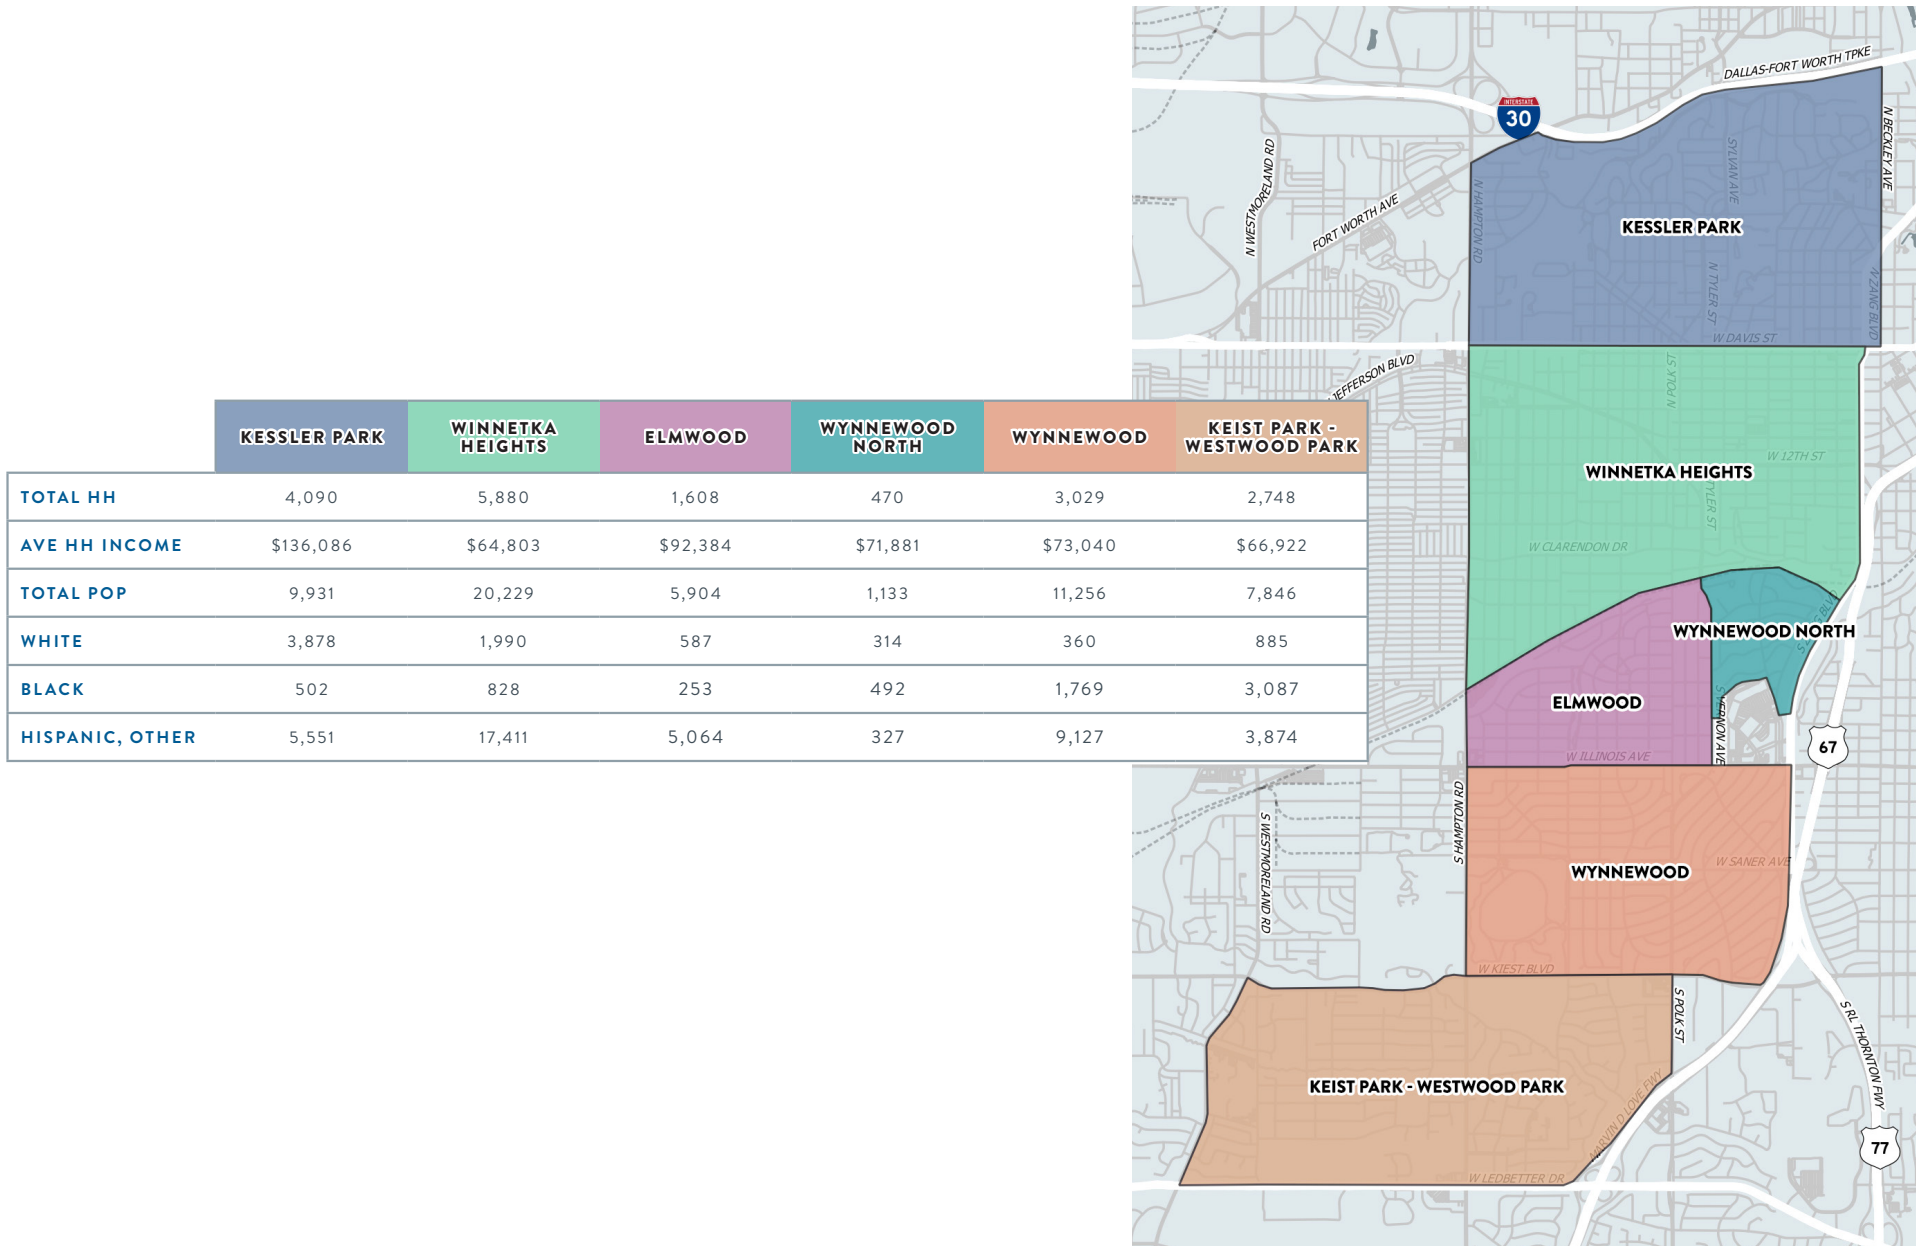 DALLAS-FORT WORTH TPKE
INTERSTATE
30
N BECKLEY AVE
SYLVAN AVE
N WESTMORELAND RD
N HAMPTON RD
FORT WORTH AVE
KESSLER PARK
N TYLER ST
N ZANG BLVD
W DAVIS ST
JEFFERSON BLVD
N POLK ST
W 12TH ST
WINNETKA HEIGHTS
TYLER ST
W CLARENDON DR
KESSLER PARK
WINNETKA
HEIGHTS
ELMWOOD
WYNNEWOOD
NORTH
WYNNEWOOD
KEIST PARK -
WESTWOOD PARK
TOTAL HH 4,090 5,880 1,608 470 3,029 2,748
AVE HH INCOME $136,086 $64,803 $92,384 $71,881 $73,040 $66,922
TOTAL POP 9,931 20,229 5,904 1,133 11,256 7,846
WHITE 3,878 1,990 587 314 360 885
BLACK 502 828 253 492 1,769 3,087
HISPANIC, OTHER 5,551 17,411 5,064 327 9,127 3,874
WYNNEWOOD NORTH
BLVD
ELMWOOD
S VERNON AVE
67
W ILLINOIS AVE
S HAMPTON RD
S WESTMORELAND RD
W SANER AVE
WYNNEWOOD
W KIEST BLVD
S POLK ST
S RL THORNTON FWY
KEIST PARK - WESTWOOD PARK
MARVIN D LOVE FWY
77
W LEDBETTER DR